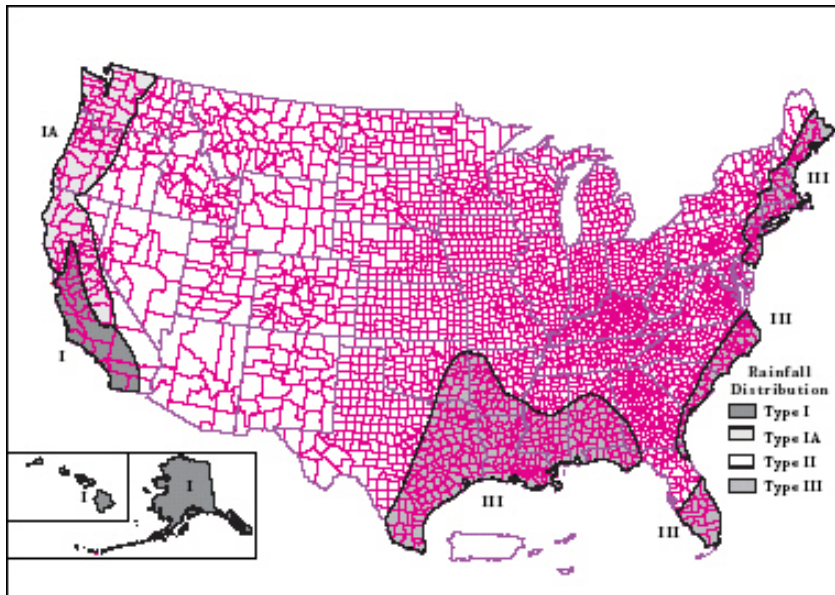 IA
III
III
I
Rainfall
Distribution
Type I
Type IA
Type II
Type III
I
I
III
III